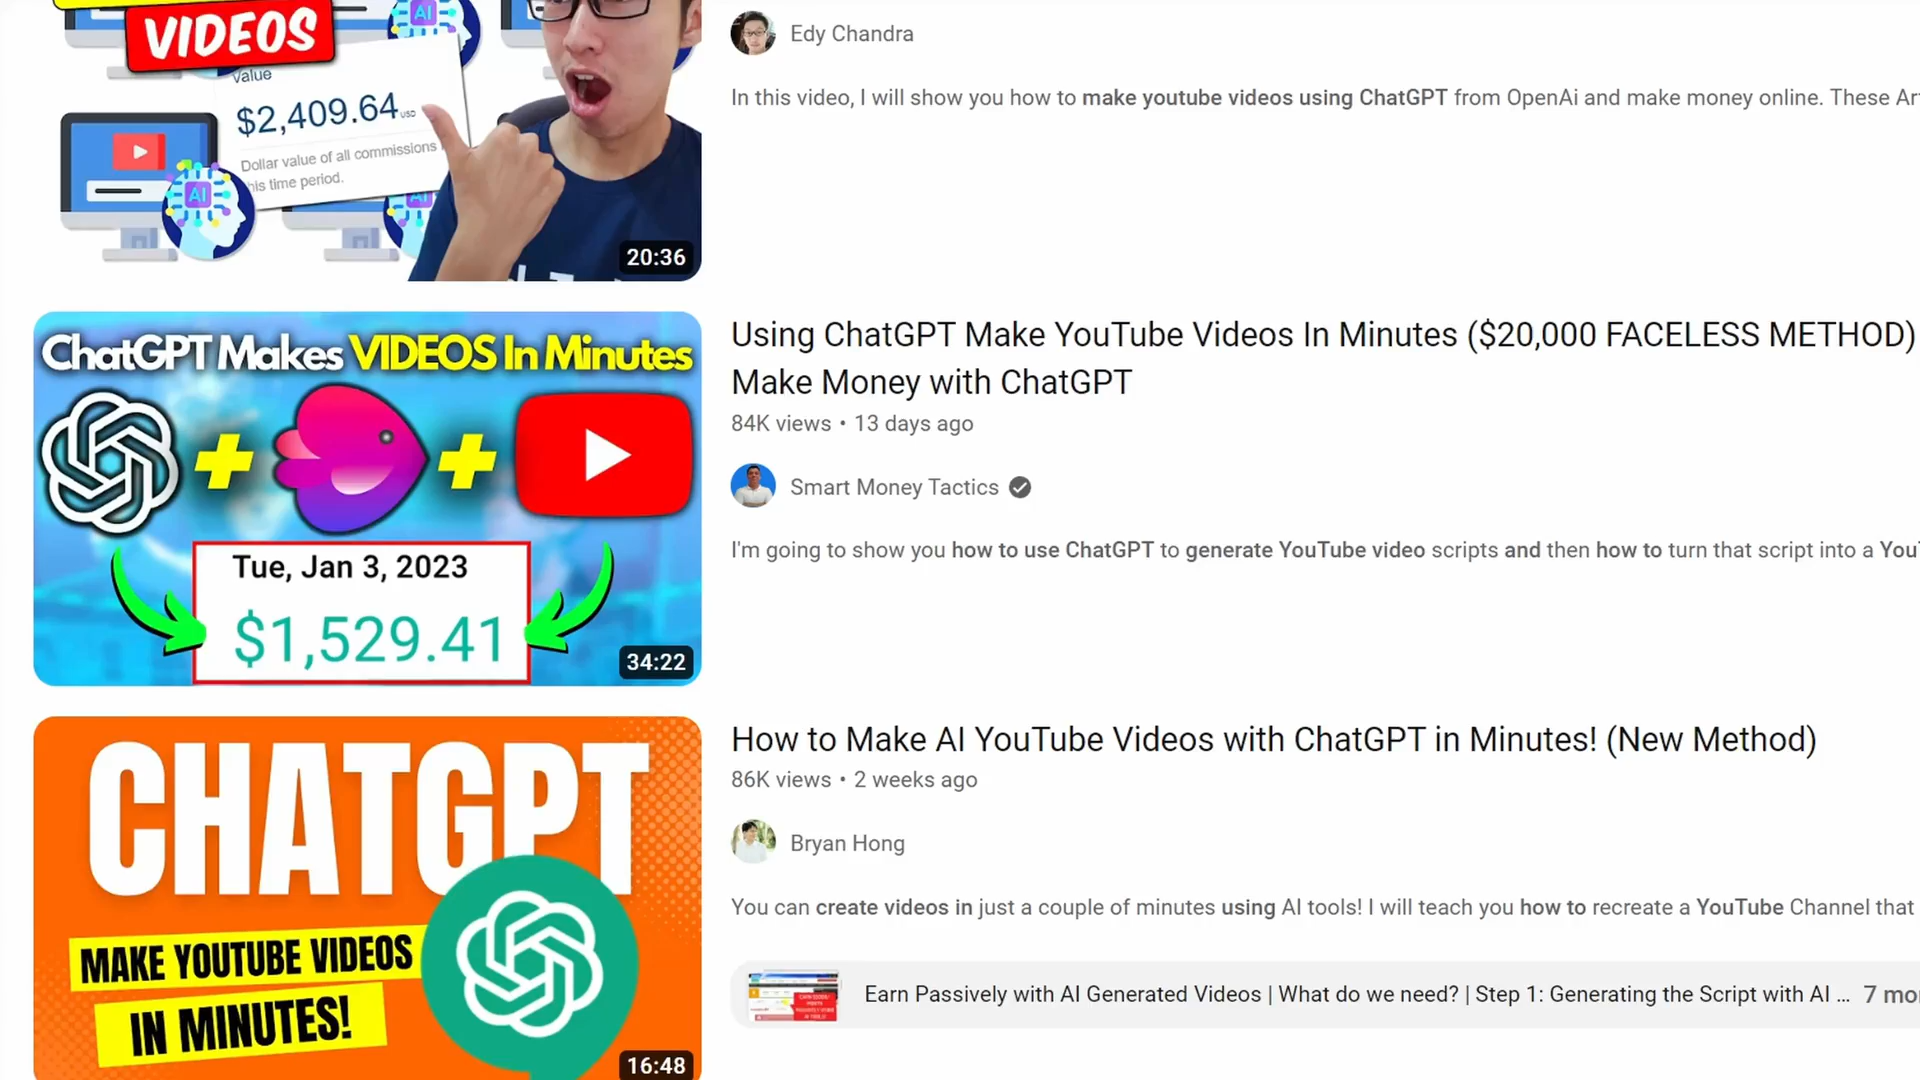 VIDEOS
value
$2,409.64 USD
Dollar value of all commissions
his time period.
AI
AI
AI
20:36
Edy Chandra
In this video, I will show you how to make youtube videos using ChatGPT from OpenAi and make money online. These Ar
ChatGPT Makes VIDEOS In Minutes
Tue, Jan 3, 2023
$1,529.41
34:22
Using ChatGPT Make YouTube Videos In Minutes ($20,000 FACELESS METHOD)
Make Money with ChatGPT
84K views • 13 days ago
Smart Money Tactics
I'm going to show you how to use ChatGPT to generate YouTube video scripts and then how to turn that script into a You
CHATGPT
MAKE YOUTUBE VIDEOS
IN MINUTES!
16:48
How to Make AI YouTube Videos with ChatGPT in Minutes! (New Method)
86K views • 2 weeks ago
Bryan Hong
You can create videos in just a couple of minutes using AI tools! I will teach you how to recreate a YouTube Channel that
Earn Passively with AI Generated Videos | What do we need? | Step 1: Generating the Script with AI ... 7 mo